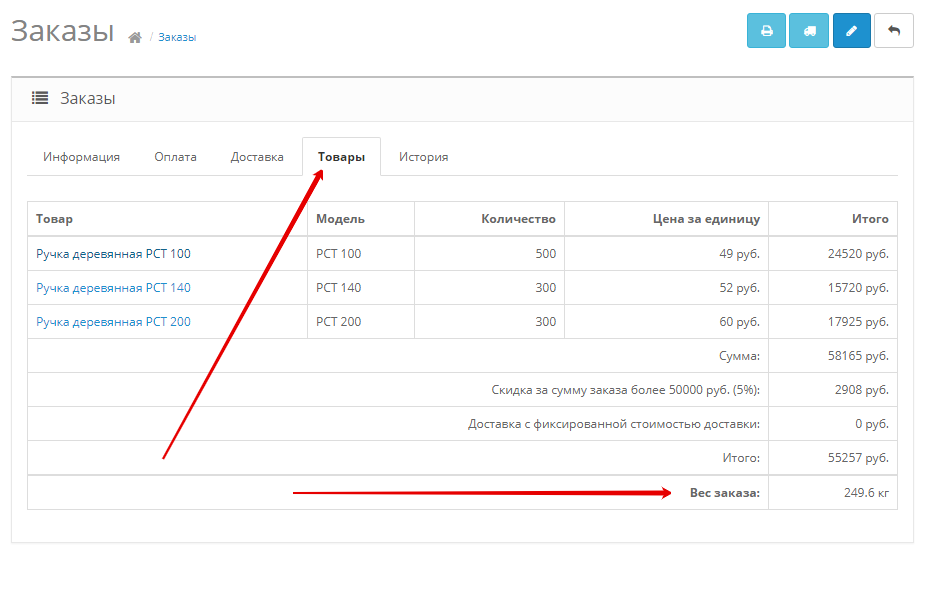 Заказы / Заказы
Заказы
Информация Оплата Доставка Товары История
Товар Модель Количество Цена за единицу Итого
Ручка деревянная РСТ 100 РСТ 100 500 49 руб. 24520 руб.
Ручка деревянная РСТ 140 РСТ 140 300 52 руб. 15720 руб.
Ручка деревянная РСТ 200 РСТ 200 300 60 руб. 17925 руб.
Сумма: 58165 руб.
Скидка за сумму заказа более 50000 руб. (5%): 2908 руб.
Доставка с фиксированной стоимостью доставки: 0 руб.
Итого: 55257 руб.
Вес заказа: 249.6 кг